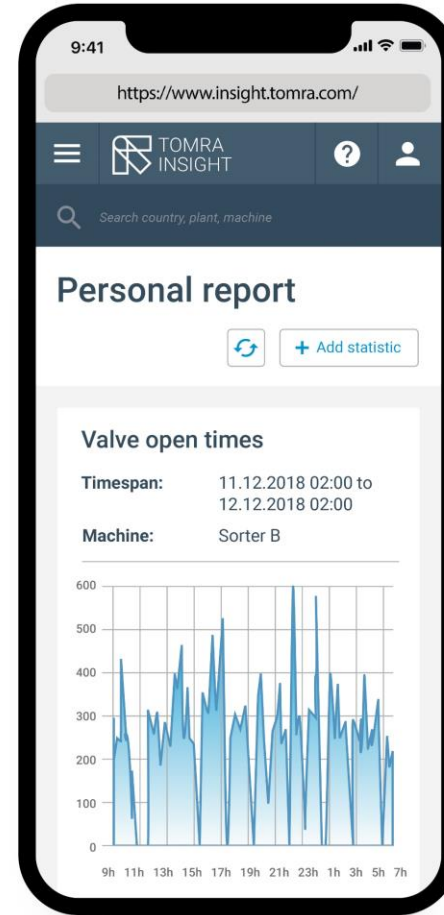 9:41
https://www.insight.tomra.com/
TOMRA
INSIGHT
?
Search country, plant, machine
Personal report
+ Add statistic
Valve open times
Timespan: 11.12.2018 02:00 to
12.12.2018 02:00
Machine: Sorter B
600
500
400
300
200
100
0
9h 11h 13h 15h 17h 19h 21h 23h 1h 3h 5h 7h